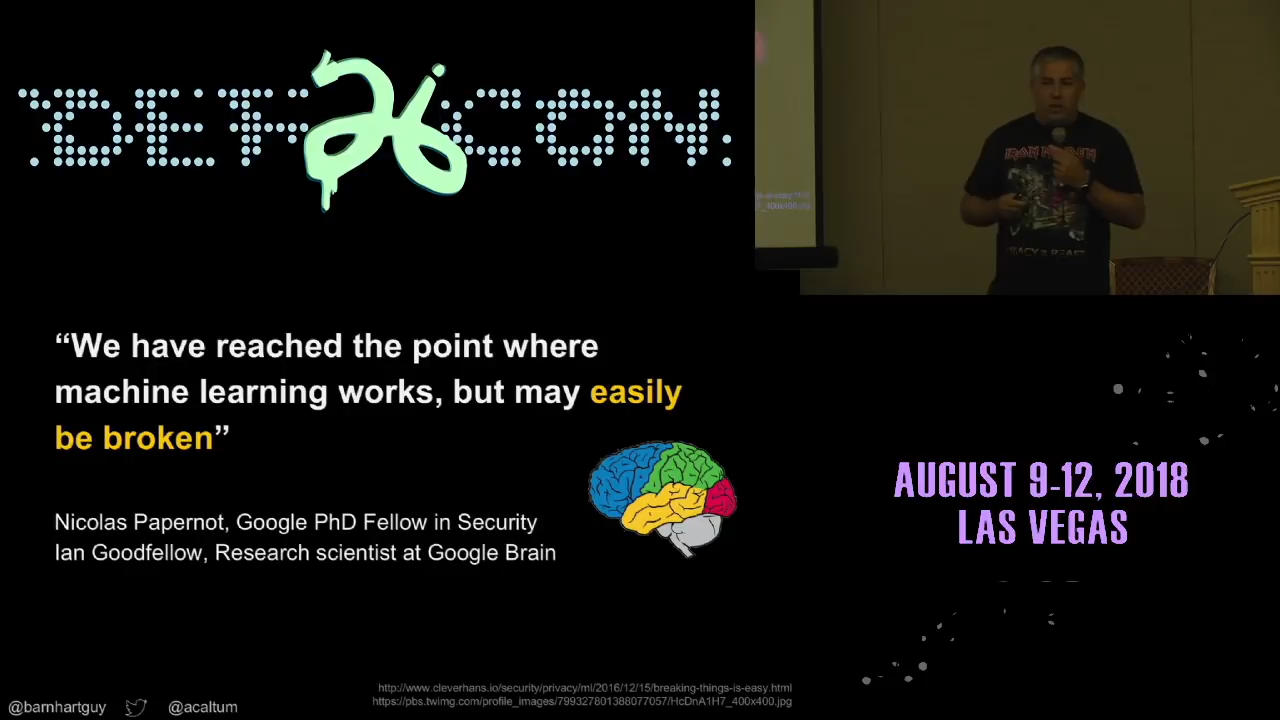 DEF 26 CON
IRON MAIDEN
“We have reached the point where
machine learning works, but may easily
be broken”
Nicolas Papernot, Google PhD Fellow in Security
Ian Goodfellow, Research scientist at Google Brain
AUGUST 9-12, 2018
LAS VEGAS
http://www.cleverhans.io/security/privacy/ml/2016/12/15/breaking-things-is-easy.html
https://pbs.twimg.com/profile_images/799327801388077057/HcDnA1H7_400x400.jpg
@barnhartguy
@acaltum